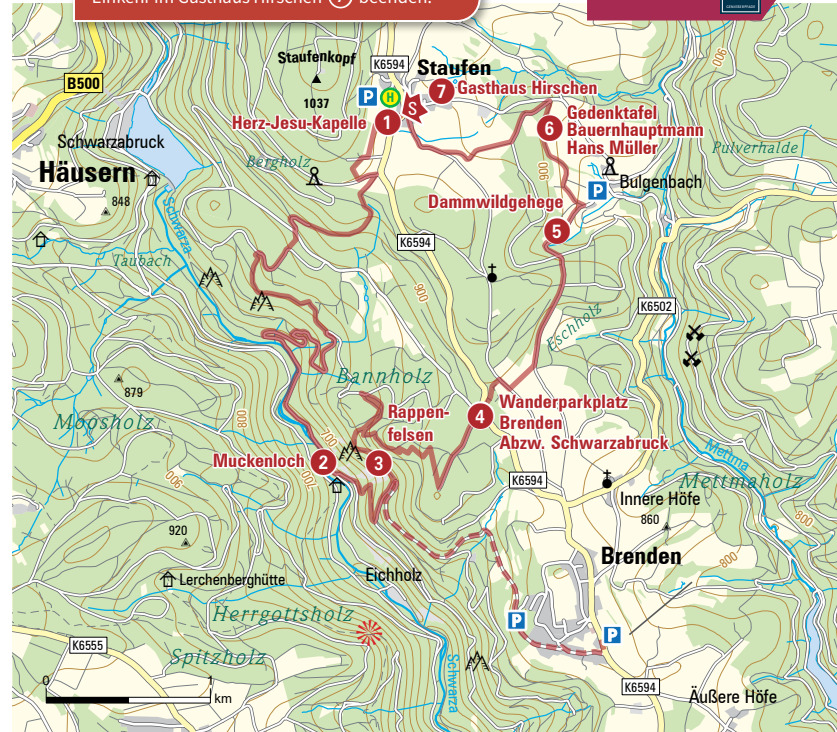 Einkehr im Gasthaus Hirschen 7 beenden.
Staufenkopf
1037
K6594
Staufen
P
H
S
7 Gasthaus Hirschen
B500
1
Herz-Jesu-Kapelle
6
Gedenktafel
Bauernhauptmann
Hans Müller
900
900
Schwarzabruck
Häusern
Bergholz
Pulverhalde
P
Bulgenbach
848
Dammwildgehege
5
Schwarza
K6594
Taubach
900
K6502
Eschholz
879
Bannholz
Moosholz
800
Rappen-
felsen
4
Wanderparkplatz
Brenden
Abzw. Schwarzabruck
700
Muckenloch 2
3
700
900
K6594
Mettma
Mettmaholz
Innere Höfe
920
860
800
800
Brenden
Lerchenberghütte
Eichholz
Herrgottsholz
P
P
K6555
Spitzholz
Schwarza
0
1
km
K6594
Äußere Höfe